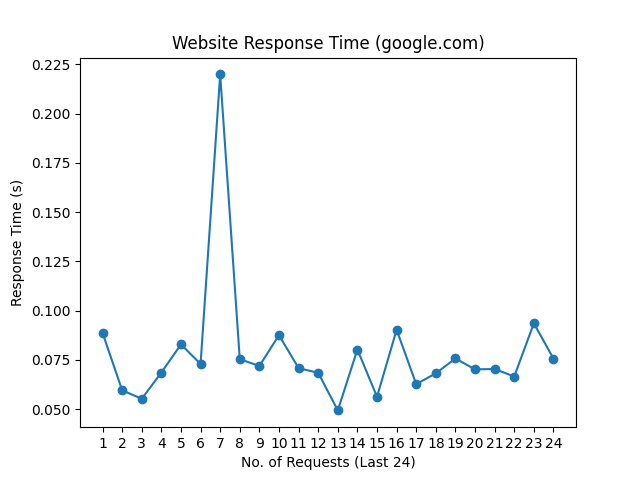 Website Response Time (google.com)
0.225
0.200
0.175
0.150
0.125
0.100
0.075
0.050
Response Time (s)
1 2 3 4 5 6 7 8 9 10 11 12 13 14 15 16 17 18 19 20 21 22 23 24
No. of Requests (Last 24)